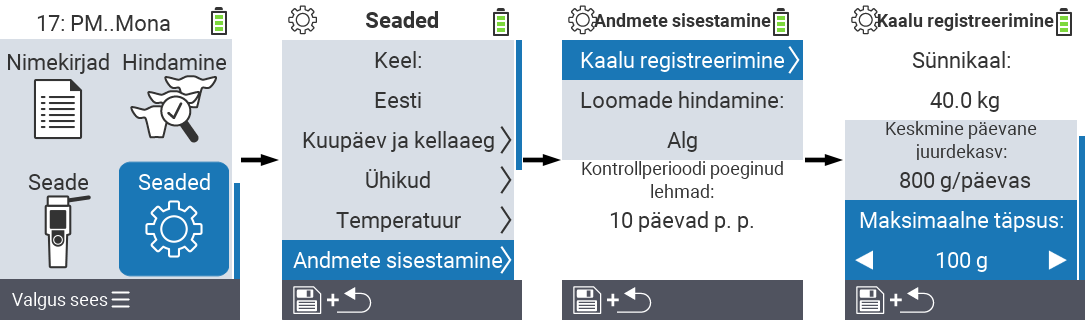 17: PM..Mona
Nimekirjad Hindamine
Seade Seaded
Valgus sees
Seaded
Keel:
Eesti
Kuupäev ja kellaaeg
Ühikud
Temperatuur
Andmete sisestamine
+
Andmete sisestamine
Kaalu registreerimine
Loomade hindamine:
Alg
Kontrollperioodi poeginud
lehmad:
10 päevad p. p.
+
Kaalu registreerimine
Sünnikaal:
40.0 kg
Keskmine päevane
juurdekasv:
800 g/päevas
Maksimaalne täpsus:
100 g
+